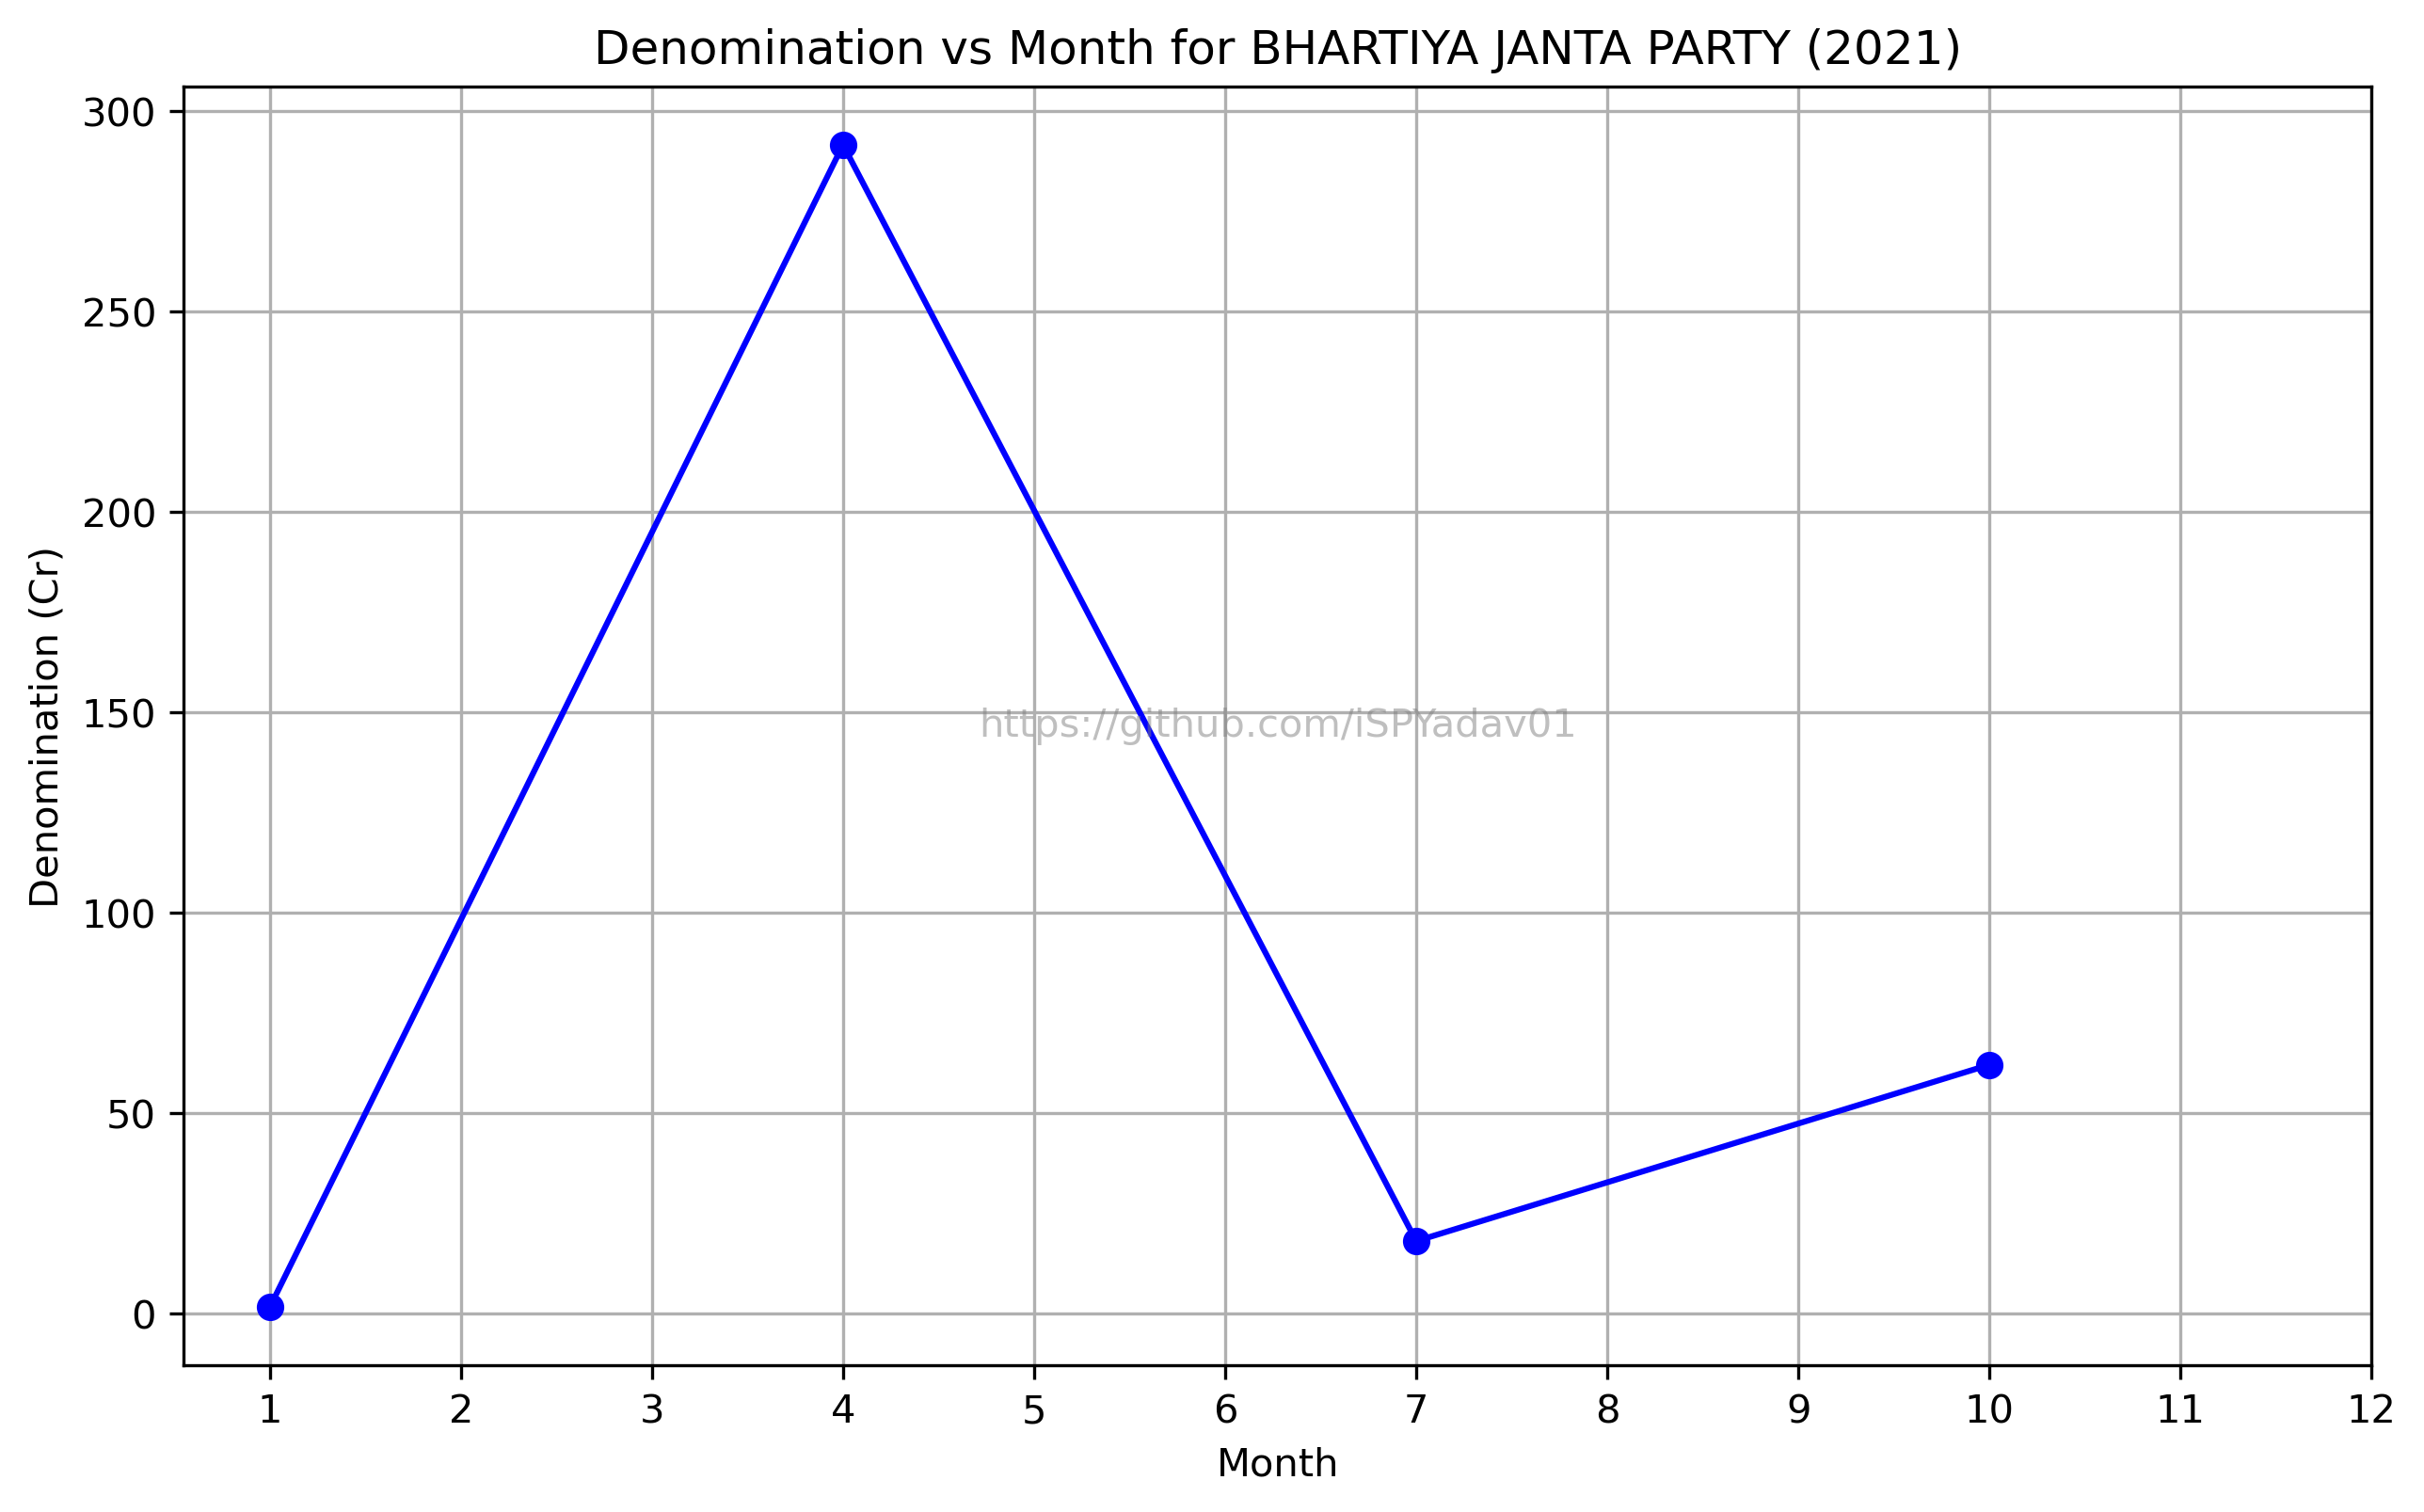 Denomination vs Month for BHARTIYA JANTA PARTY (2021)
300
250
200
150
100
50
0
Denomination (Cr)
https://github.com/iSPYadav01
1 2 3 4 5 6 7 8 9 10 11 12
Month